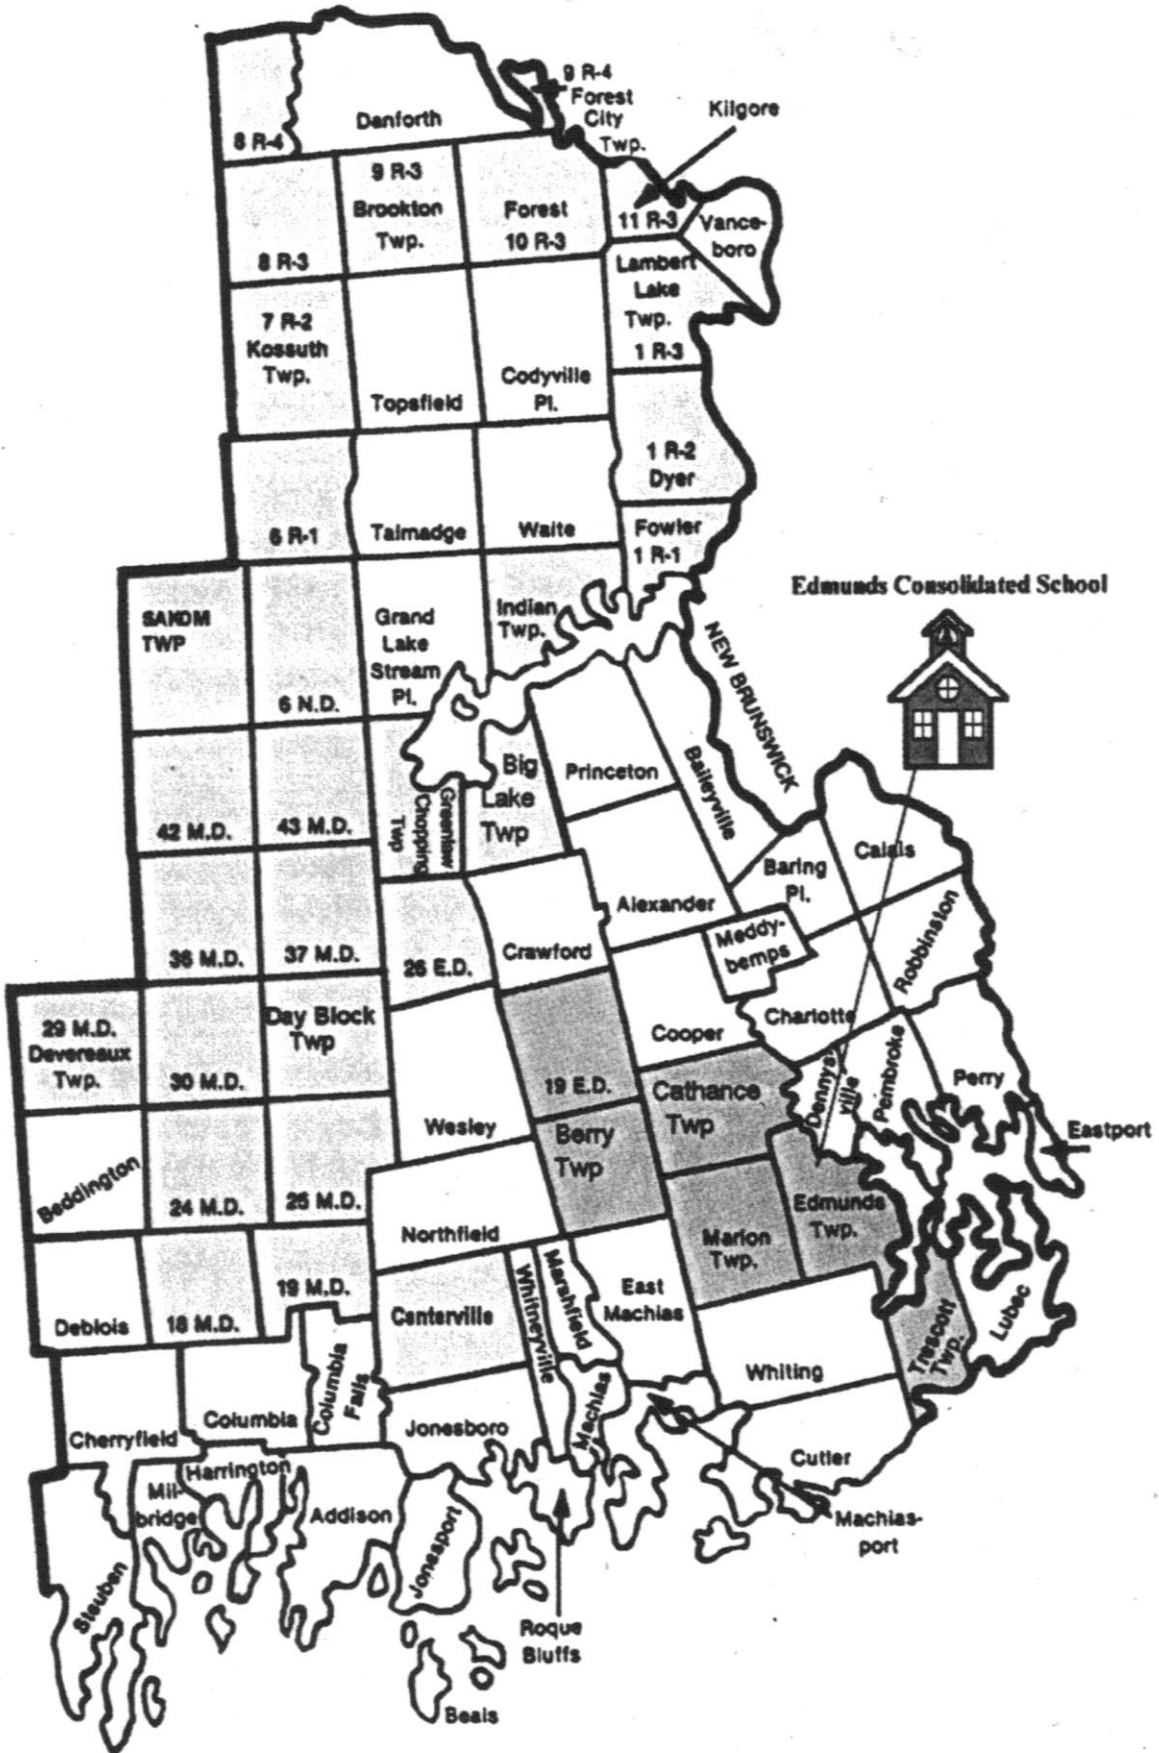 9 R-4
Forest
City
Twp.
Kilgore
Danforth
8 R-4
9 R-3
Brookton
Twp.
Forest
10 R-3
11 R-3
Vance-
boro
8 R-3
Lambert
Lake
Twp.
1 R-3
7 R-2
Kossuth
Twp.
Topsfield
Codyville
Pl.
1 R-2
Dyer
6 R-1
Talmadge
Waite
Fowler
1 R-1
Edmunds Consolidated School
SAKOM
TWP
6 N.D.
Grand
Lake
Stream
Pl.
Indian
Twp.
NEW BRUNSWICK
42 M.D.
43 M.D.
Greenlaw
Chopping
Twp
Big
Lake
Twp
Princeton
Baileyville
Baring
Pl.
Calais
Robbinston
36 M.D.
37 M.D.
26 E.D.
Crawford
Alexander
Meddy-
bemps
29 M.D.
Devereaux
Twp.
30 M.D.
Day Block
Twp
19 E.D.
Cooper
Charlotte
Wesley
Cathance
Twp
Dennys-
ville
Pembroke
Perry
Eastport
Beddington
24 M.D.
25 M.D.
Berry
Twp
Northfield
Marion
Twp.
Edmunds
Twp.
Deblois
18 M.D.
19 M.D.
Centerville
Whitneyville
Marshfield
East
Machias
Trescott
Twp.
Lubec
Whiting
Cherryfield
Columbia
Columbia
Falls
Jonesboro
Machias
Cutler
Machias-
port
Steuben
Mil-
bridge
Harrington
Addison
Jonesport
Roque
Bluffs
Beals